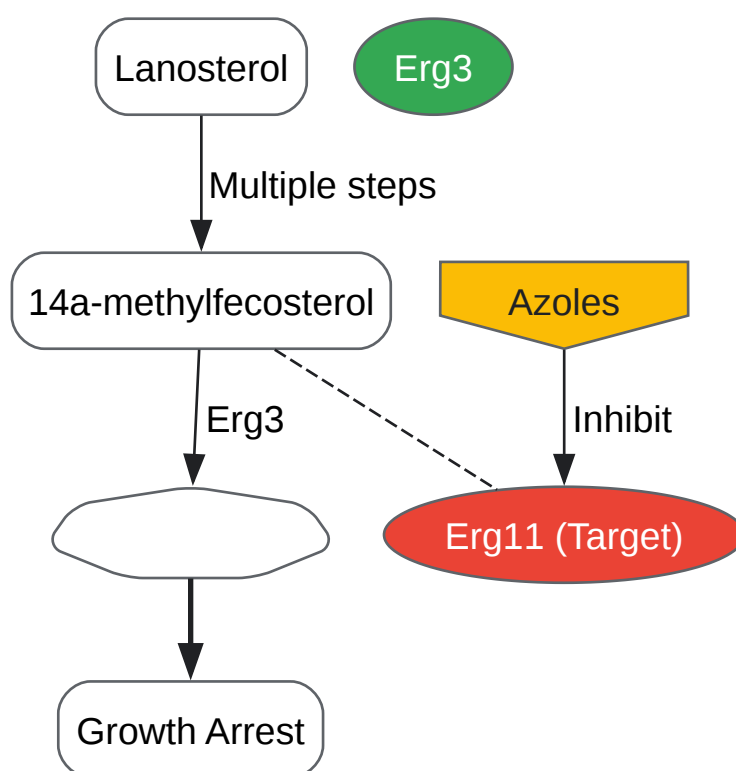 Lanosterol
Erg3
Multiple steps
14a-methylfecosterol
Azoles
Erg3
Inhibit
Erg11 (Target)
Growth Arrest